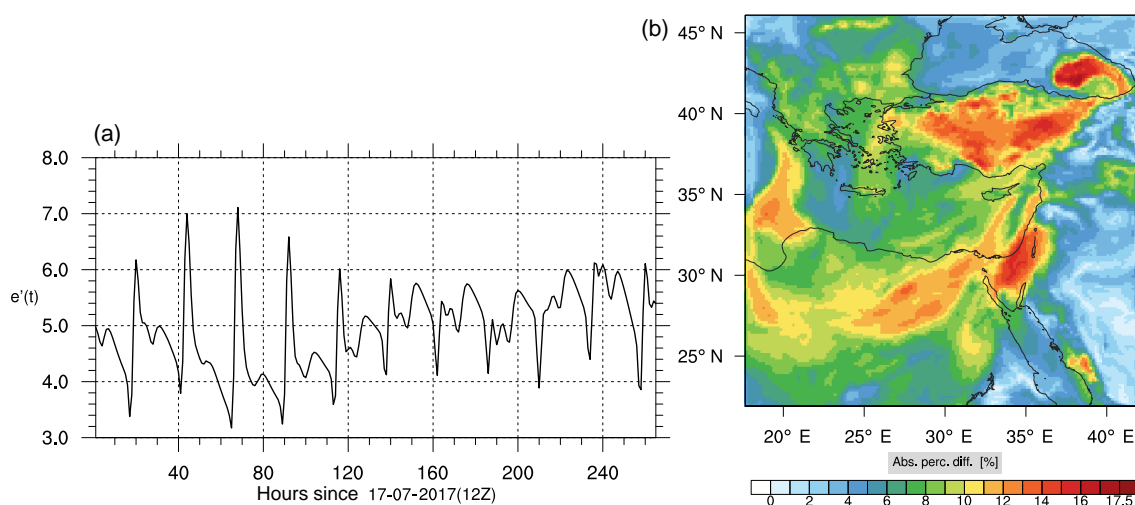 (a)
8.0
7.0
6.0
e'(t)
5.0
4.0
3.0
40
80
120
160
200
240
Hours since 17-07-2017(12Z)
(b)
45° N
40° N
35° N
30° N
25° N
20° E
25° E
30° E
35° E
40° E
Abs. perc. diff. [%]
0
2
4
6
8
10
12
14
16
17.5